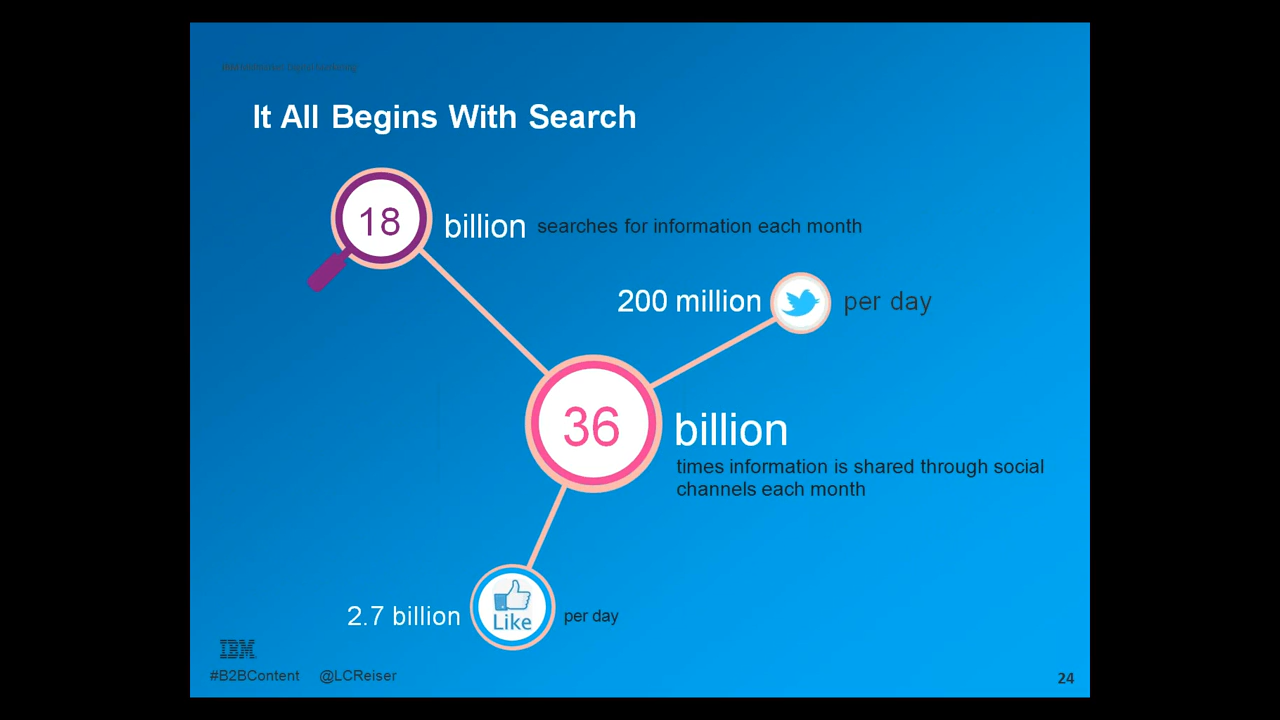 It All Begins With Search
18 billion searches for information each month
200 million per day
36 billion
times information is shared through social
channels each month
2.7 billion Like per day
IBM
#B2BContent @LCReiser
24